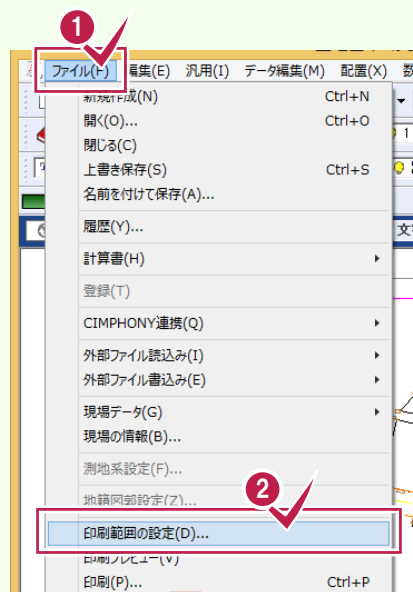 1
ファイル(F) 編集(E) 汎用(I) データ編集(M) 配置(X) 数
新規作成(N) Ctrl+N
開く(O)... Ctrl+O
閉じる(C)
上書き保存(S) Ctrl+S
名前を付けて保存(A)...
履歴(Y)...
計算書(H)
登録(T)
CIMPHONY連携(Q)
外部ファイル読込み(I)
外部ファイル書込み(E)
現場データ(G)
現場の情報(B)...
測地系設定(F)...
地籍図郭設定(Z)...
2
印刷範囲の設定(D)...
印刷プレビュー(V)
印刷(P)... Ctrl+P